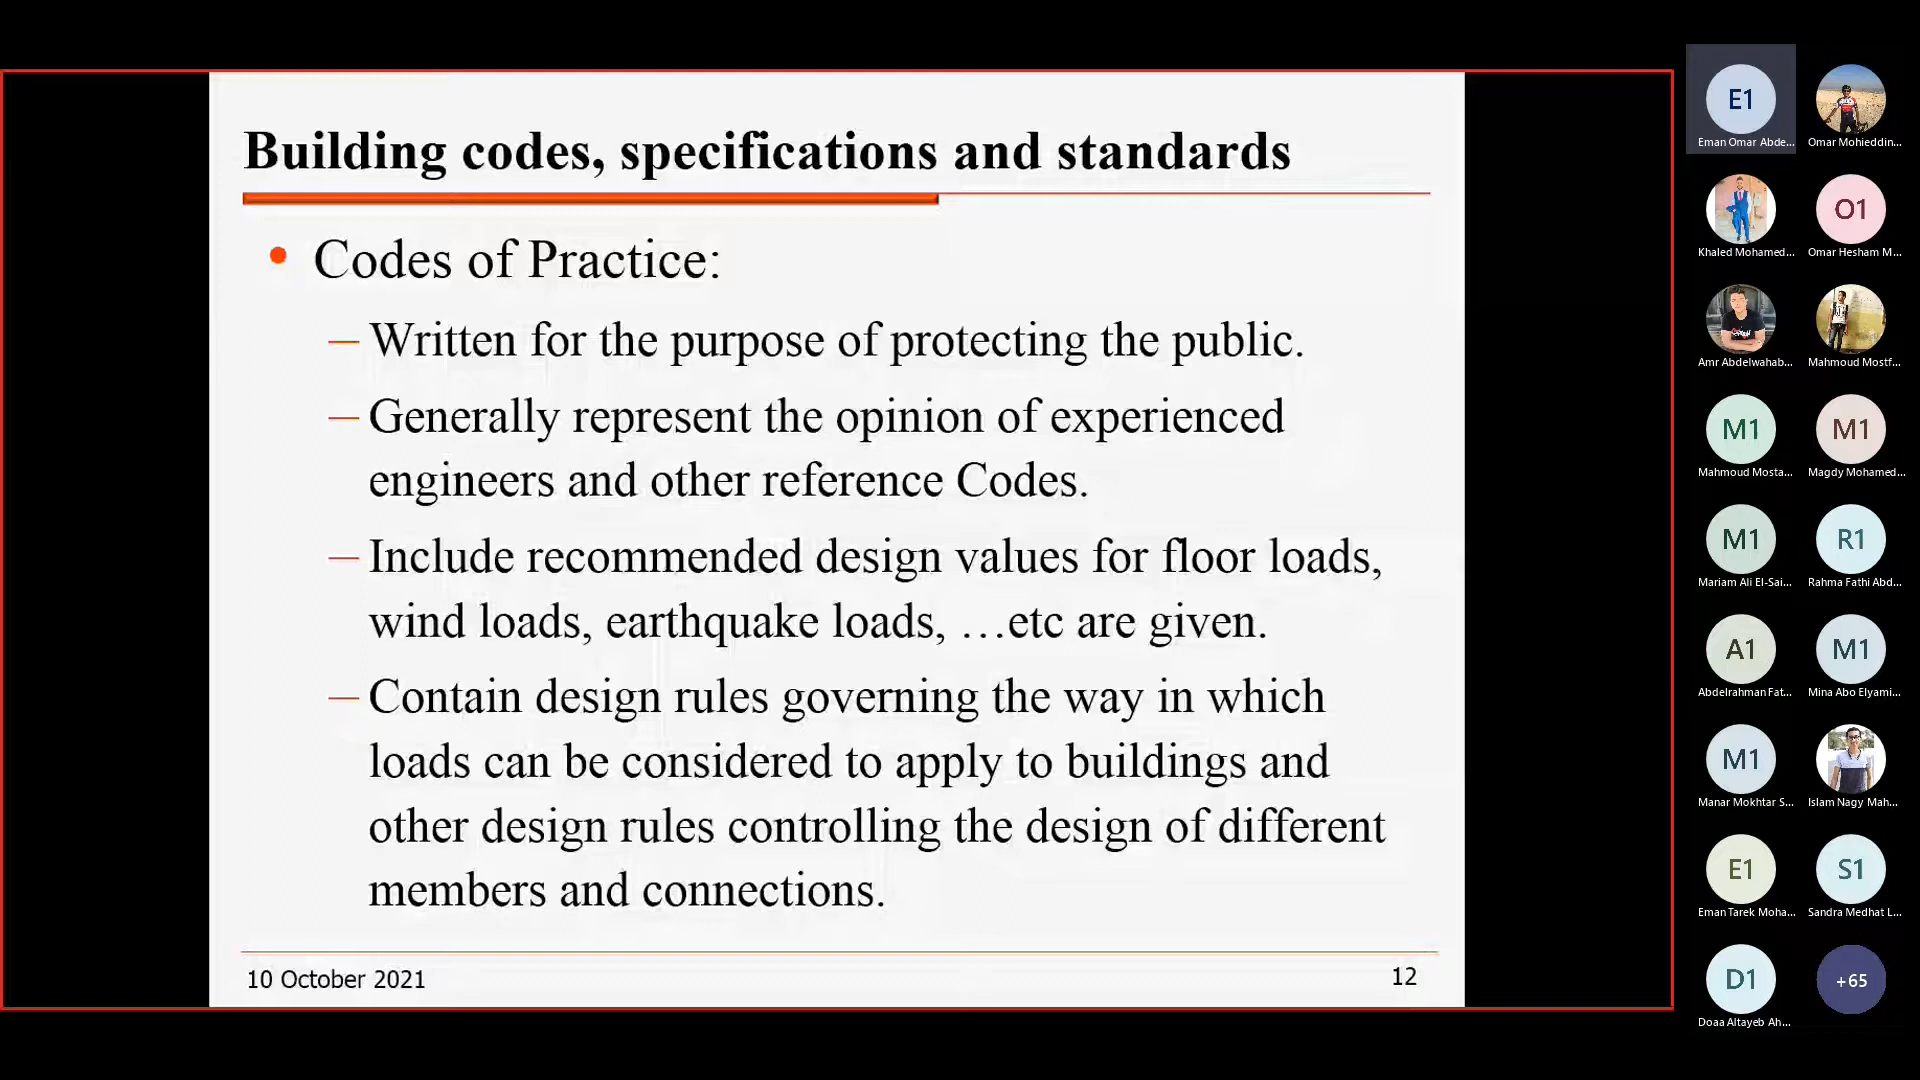 Building codes, specifications and standards
• Codes of Practice:
— Written for the purpose of protecting the public.
— Generally represent the opinion of experienced
engineers and other reference Codes.
— Include recommended design values for floor loads,
wind loads, earthquake loads, …etc are given.
— Contain design rules governing the way in which
loads can be considered to apply to buildings and
other design rules controlling the design of different
members and connections.
10 October 2021
12
E1
Eman Omar Abde...
Omar Mohieddin...
Khaled Mohamed...
O1
Omar Hesham M...
Amr Abdelwahab...
Mahmoud Mostf...
M1
Mahmoud Mosta...
M1
Magdy Mohamed...
M1
Mariam Ali El-Sai...
R1
Rahma Fathi Abd...
A1
Abdelrahman Fat...
M1
Mina Abo Elyami...
M1
Manar Mokhtar S...
Islam Nagy Mah...
E1
Eman Tarek Moha...
S1
Sandra Medhat L...
D1
Doaa Altayeb Ah...
+65